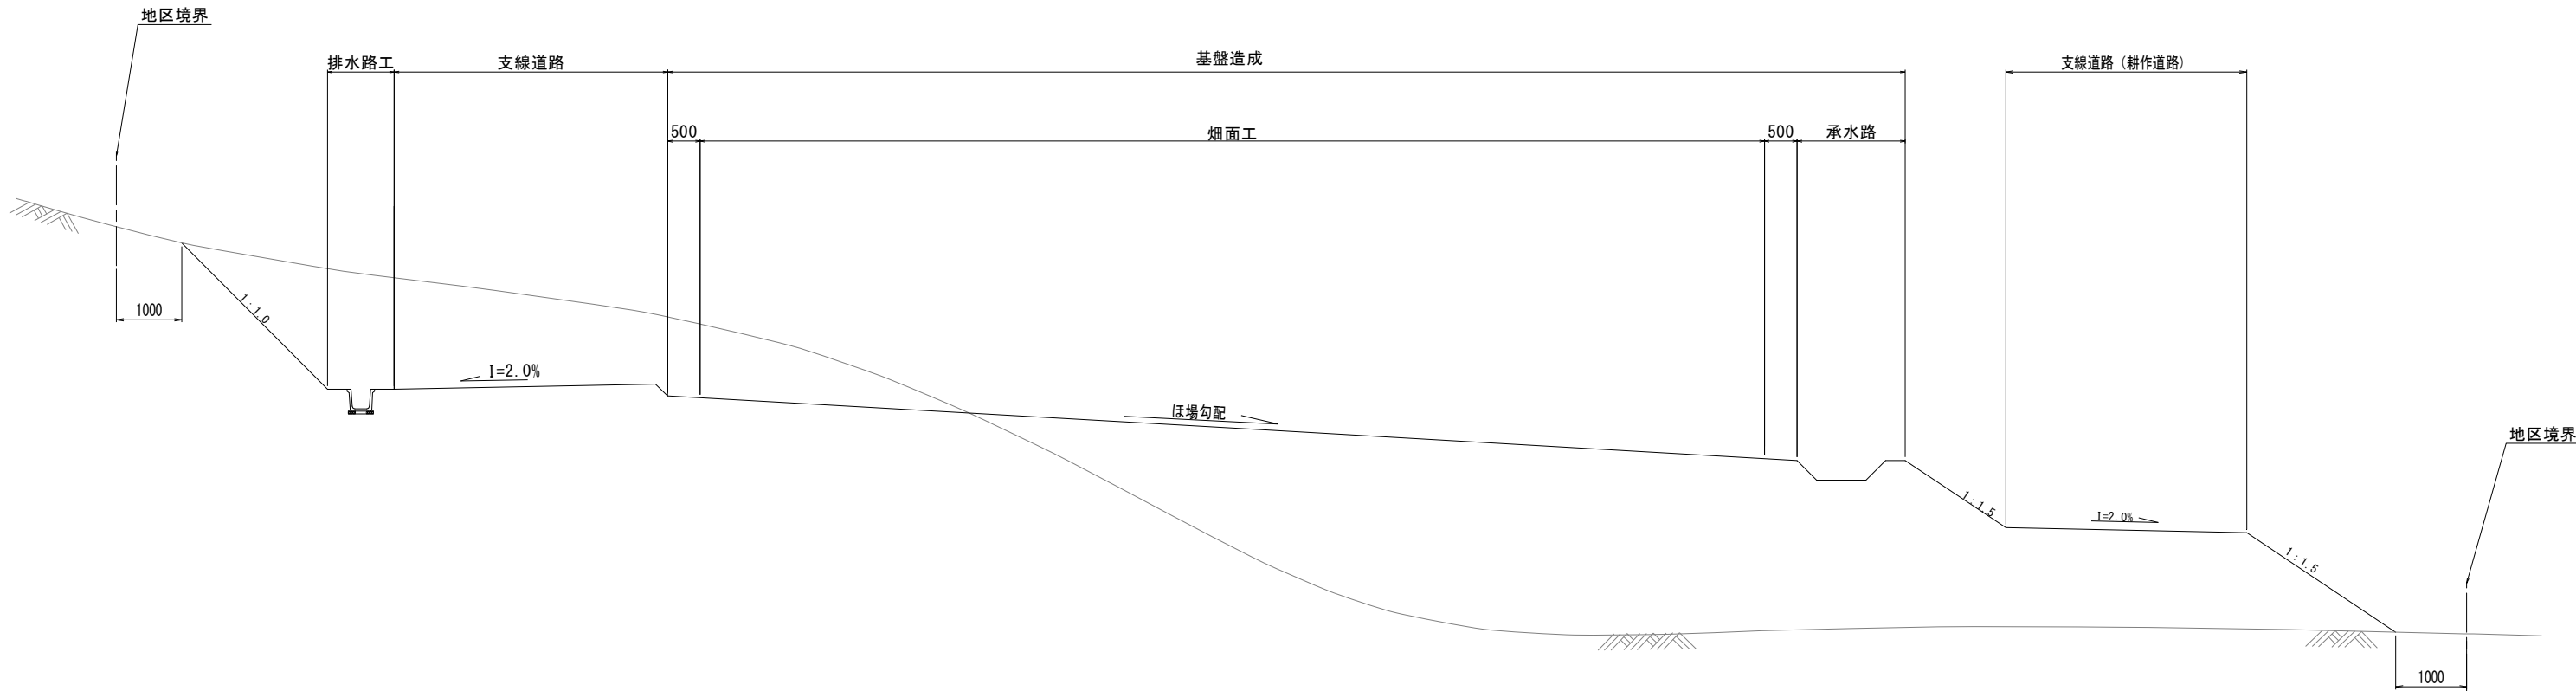 地区境界
排水路工
支線道路
基盤造成
支線道路（耕作道路）
500
畑面工
500
承水路
1000
1:1.0
I=2.0%
ほ場勾配
地区境界
1:1.5
I=2.0%
1:1.5
1000